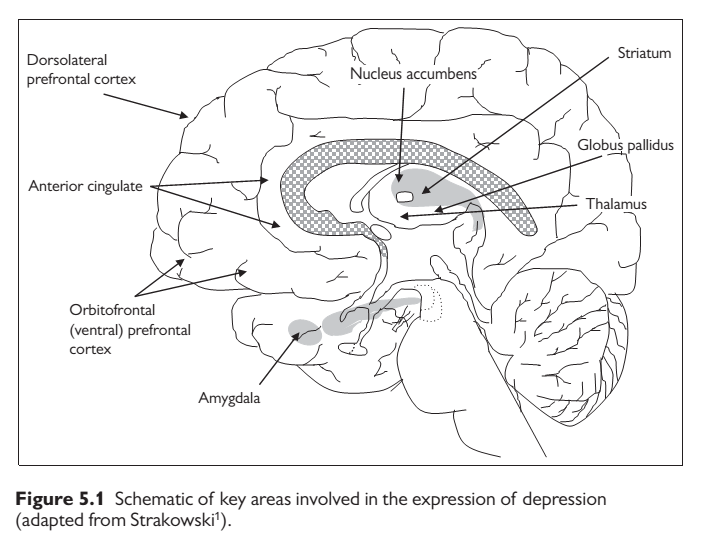 Dorsolateral
prefrontal cortex
Nucleus accumbens
Striatum
Globus pallidus
Anterior cingulate
Thalamus
Orbitofrontal
(ventral) prefrontal
cortex
Amygdala
Figure 5.1 Schematic of key areas involved in the expression of depression
(adapted from Strakowski¹).